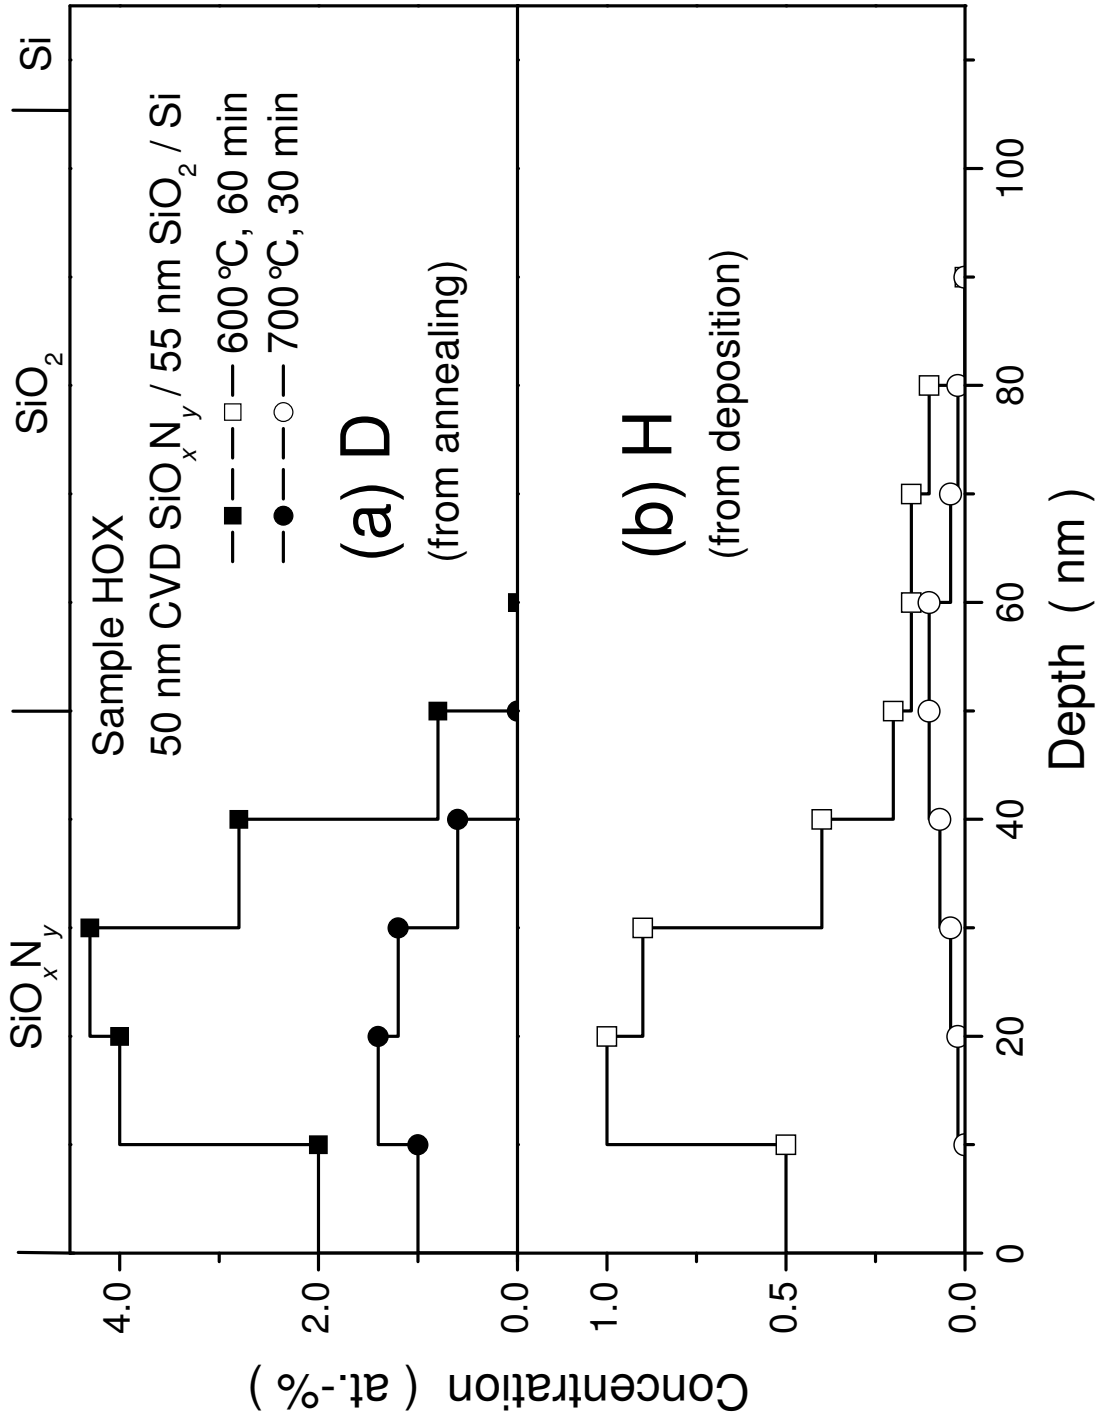 SiOxNy
SiO2
Si
Sample HOX
50 nm CVD SiOxNy / 55 nm SiO2 / Si
600°C, 60 min
700°C, 30 min
(a) D
(from annealing)
4.0
2.0
0.0
(b) H
(from deposition)
1.0
0.5
0.0
Concentration ( at.-% )
0
20
40
60
80
100
Depth ( nm )